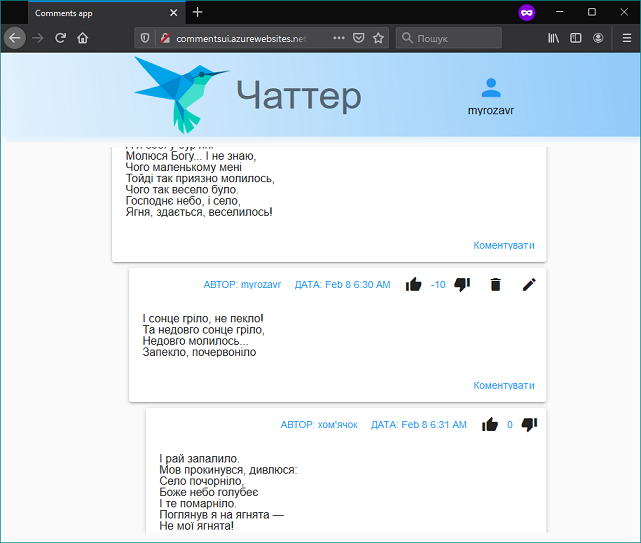 Comments app
commentsui.azurewebsites.net
Пошук
Чаттер
myrozavr
Молюся Богу... І не знаю,
Чого маленькому мені
Тойді так приязно молилось,
Чого так весело було.
Господнє небо, і село,
Ягня, здається, веселилось!
Коментувати
АВТОР: myrozavr ДАТА: Feb 8 6:30 AM -10
І сонце гріло, не пекло!
Та недовго сонце гріло,
Недовго молилось...
Запекло, почервоніло
Коментувати
АВТОР: хом'ячок ДАТА: Feb 8 6:31 AM 0
І рай запалило.
Мов прокинувся, дивлюся:
Село почорніло,
Боже небо голубеє
І те помарніло.
Поглянув я на ягнята —
Не мої ягнята!